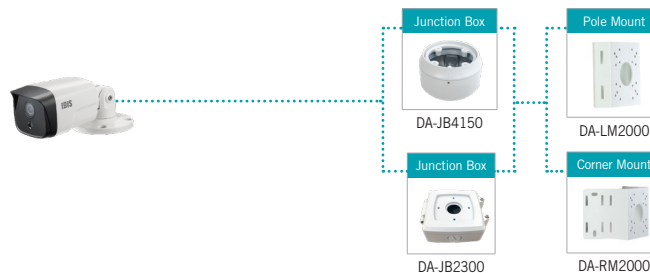 IDIS
Junction Box
DA-JB4150
Pole Mount
DA-LM2000
Junction Box
DA-JB2300
Corner Mount
DA-RM2000